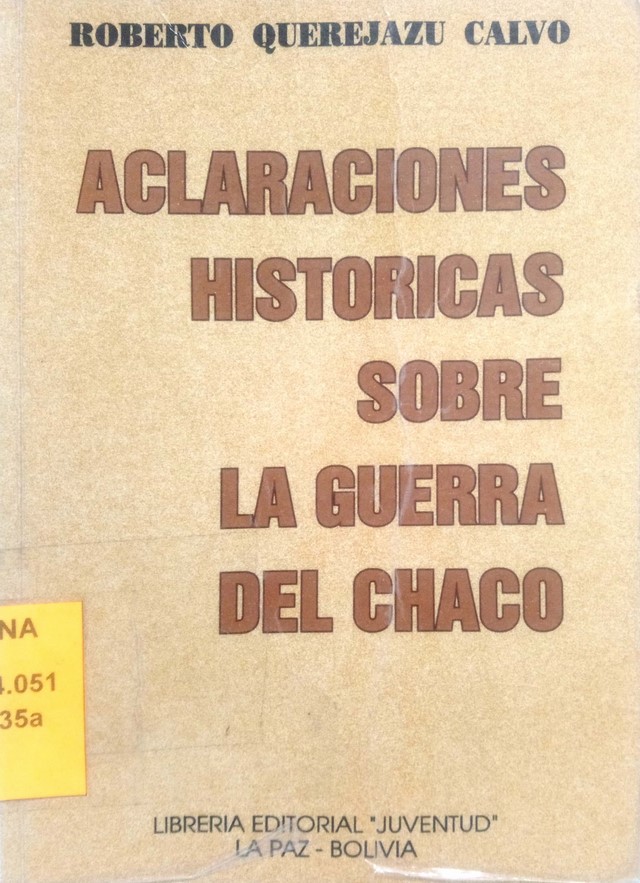 ROBERTO QUEREJAZU CALVO
ACLARACIONES
HISTORICAS
SOBRE
LA GUERRA
DEL CHACO
NA
4.051
35a
LIBRERIA EDITORIAL "JUVENTUD"
LA PAZ - BOLIVIA